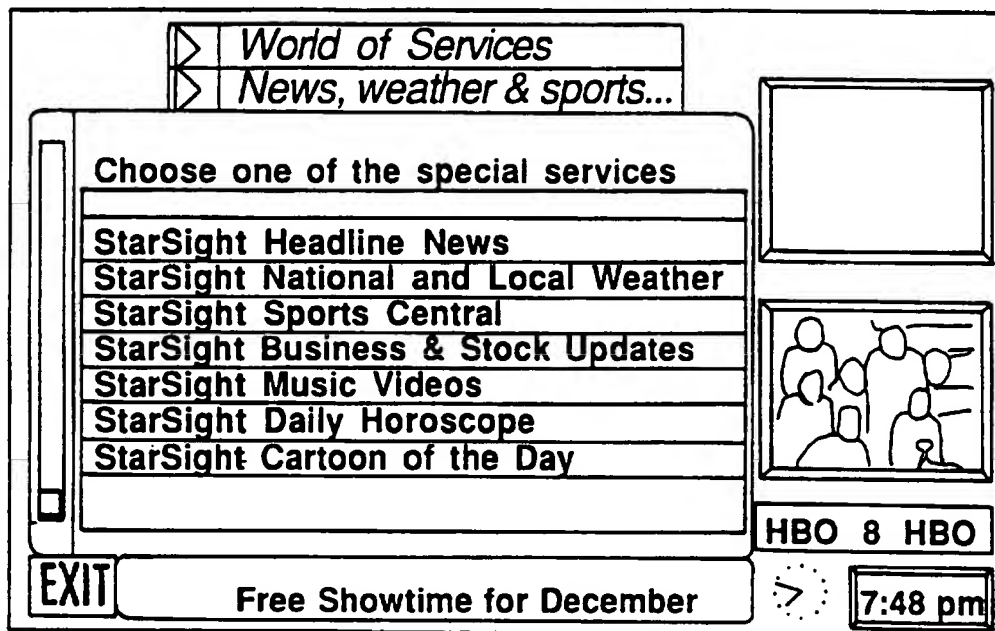 World of Services
News, weather & sports...
Choose one of the special services
StarSight Headline News
StarSight National and Local Weather
StarSight Sports Central
StarSight Business & Stock Updates
StarSight Music Videos
StarSight Daily Horoscope
StarSight Cartoon of the Day
HBO 8 HBO
EXIT
Free Showtime for December
7:48 pm